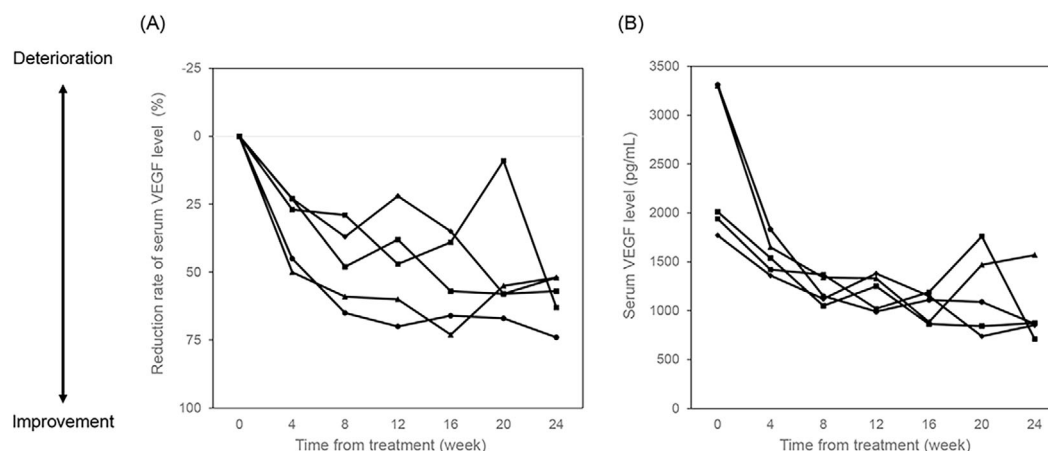 (A)
(B)
Deterioration
Improvement
Reduction rate of serum VEGF level (%)
-25
0
25
50
75
100
0 4 8 12 16 20 24
Time from treatment (week)
Serum VEGF level (pg/mL)
3500
3000
2500
2000
1500
1000
500
0
0 4 8 12 16 20 24
Time from treatment (week)